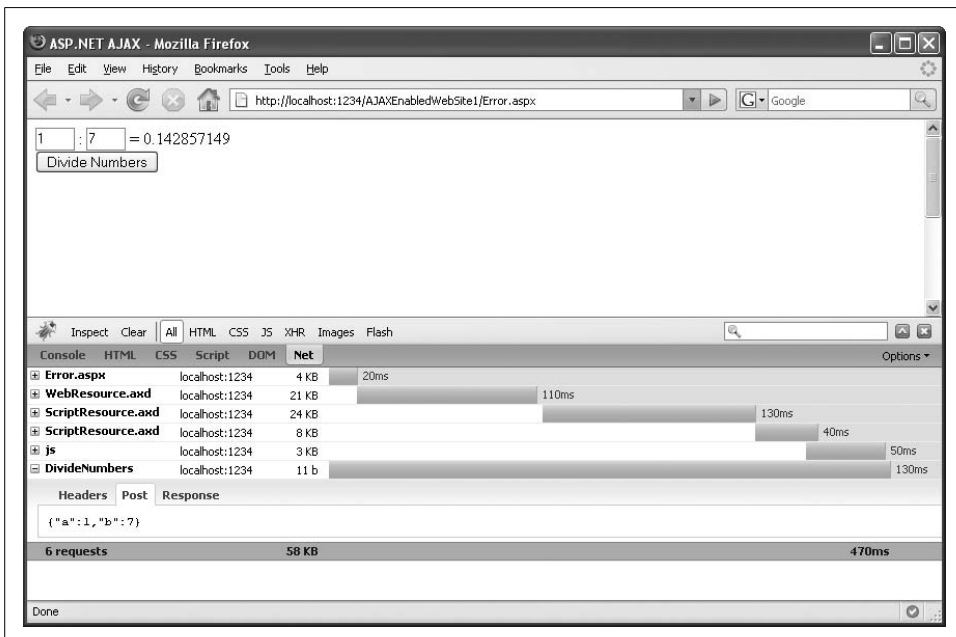 ASP.NET AJAX - Mozilla Firefox
File Edit View History Bookmarks Tools Help
http://localhost:1234/AJAXEnabledWebSite1/Error.aspx G Google
1 : 7 = 0.142857149
Divide Numbers
Inspect Clear All HTML CSS JS XHR Images Flash
Console HTML CSS Script DOM Net Options
Error.aspx localhost:1234 4 KB 20ms
WebResource.axd localhost:1234 21 KB 110ms
ScriptResource.axd localhost:1234 24 KB 130ms
ScriptResource.axd localhost:1234 8 KB 40ms
js localhost:1234 3 KB 50ms
DivideNumbers localhost:1234 11 b 130ms
Headers Post Response
{"a":1,"b":7}
6 requests 58 KB 470ms
Done